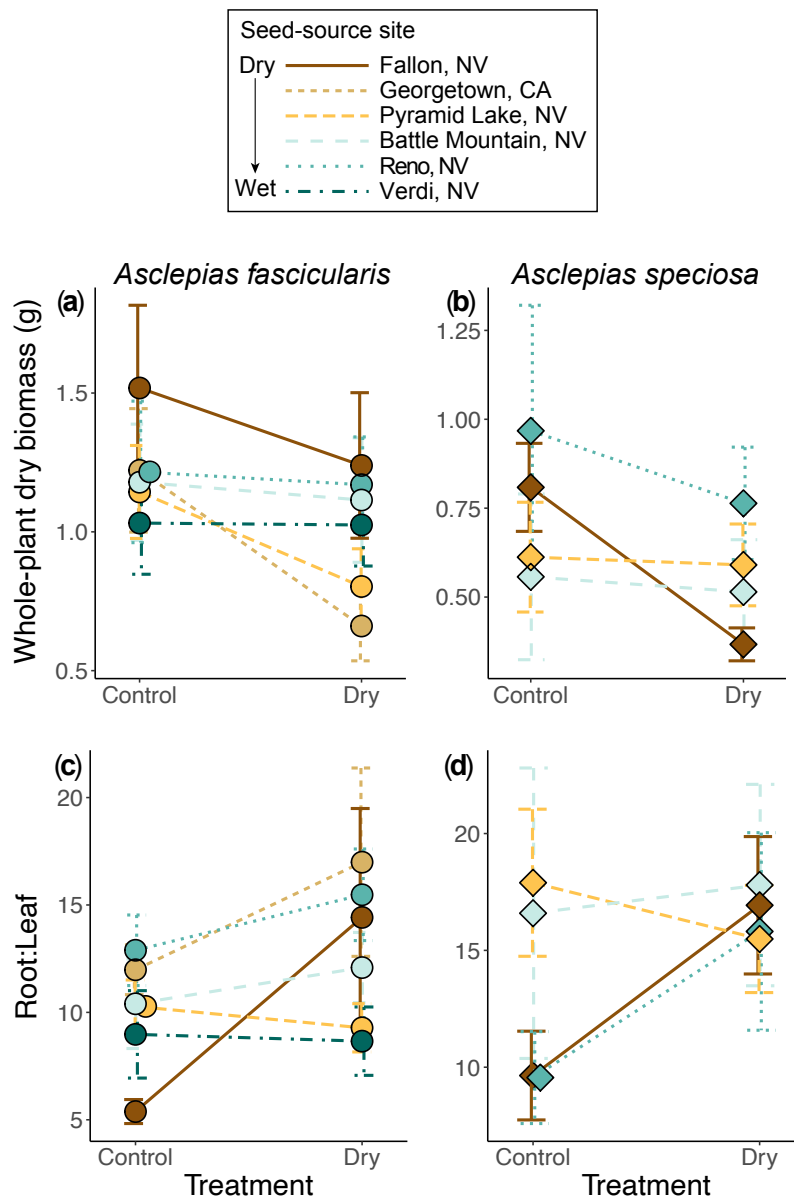 Seed-source site
Dry
Fallon, NV
Georgetown, CA
Pyramid Lake, NV
Battle Mountain, NV
Reno, NV
Wet
Verdi, NV
Asclepias fascicularis
Asclepias speciosa
(a)
(b)
Whole-plant dry biomass (g)
1.5
1.0
0.5
1.25
1.00
0.75
0.50
Control
Dry
Control
Dry
(c)
(d)
Root:Leaf
20
15
10
5
20
15
10
Control
Dry
Control
Dry
Treatment
Treatment